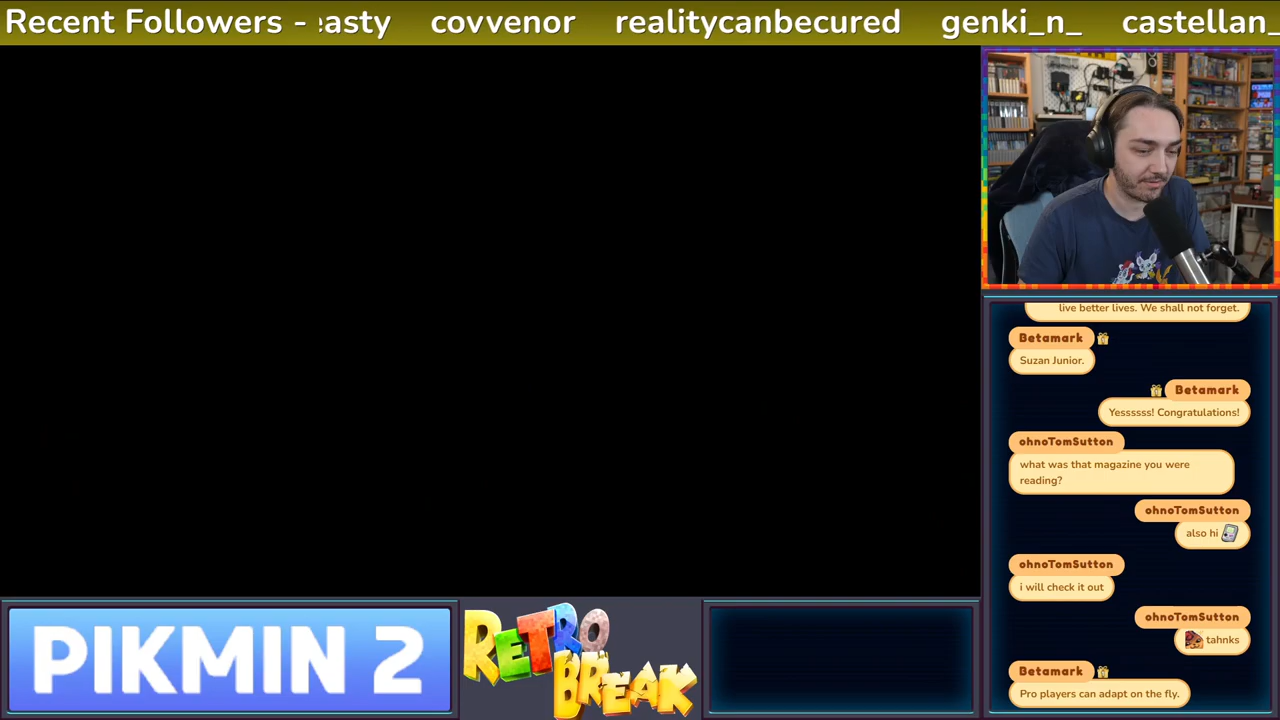 Recent Followers - easty covvenor realitycanbecured genki_n_ castellan_
live better lives. We shall not forget.
Betamark
Suzan Junior.
Betamark
Yessssss! Congratulations!
ohnoTomSutton
what was that magazine you were
reading?
ohnoTomSutton
also hi
ohnoTomSutton
i will check it out
ohnoTomSutton
tahnks
Betamark
Pro players can adapt on the fly.
PIKMIN 2
RETRO
BREAK